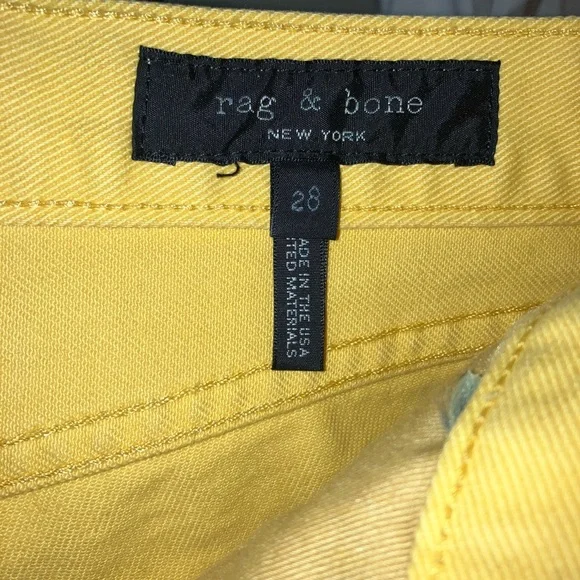 rag & bone
NEW YORK
28
ADE IN THE USA
TED MATERIALS